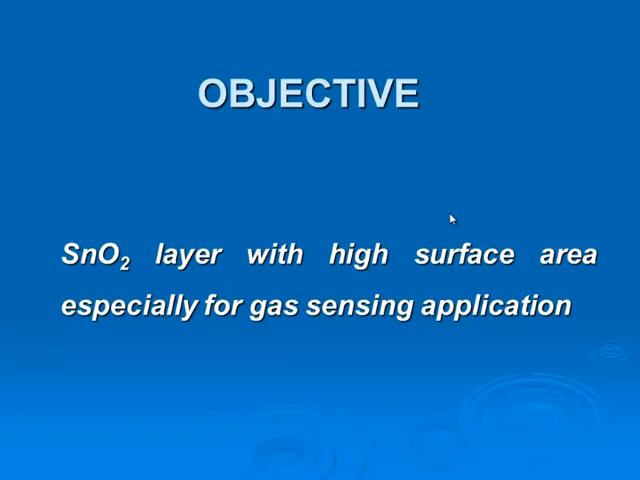 OBJECTIVE
SnO₂ layer with high surface area
especially for gas sensing application